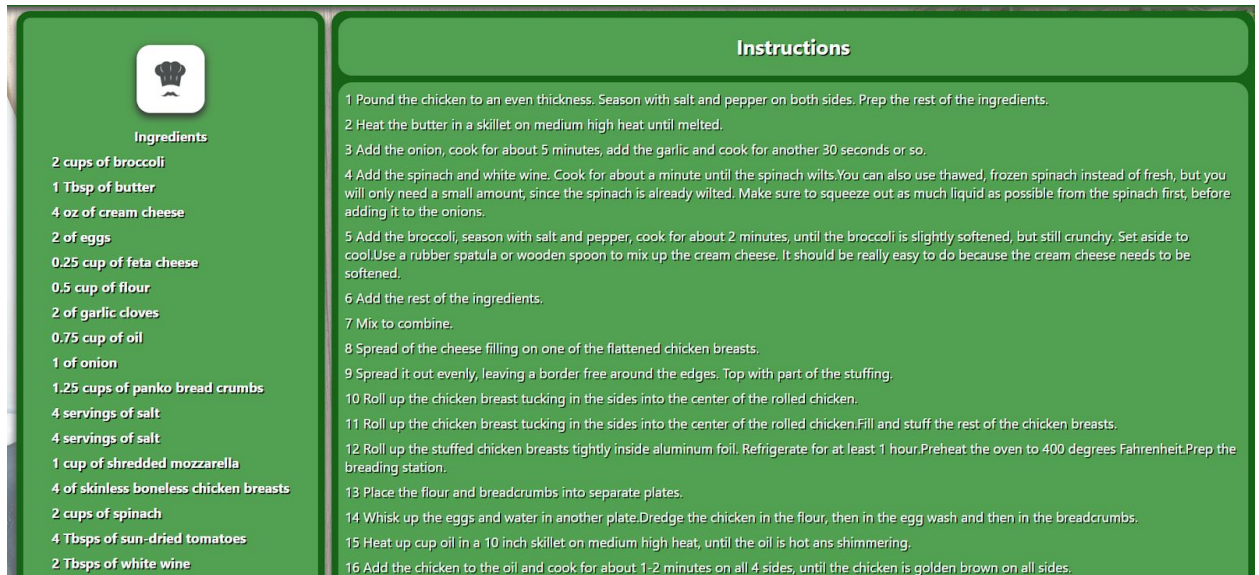 Ingredients
2 cups of broccoli
1 Tbsp of butter
4 oz of cream cheese
2 of eggs
0.25 cup of feta cheese
0.5 cup of flour
2 of garlic cloves
0.75 cup of oil
1 of onion
1.25 cups of panko bread crumbs
4 servings of salt
4 servings of salt
1 cup of shredded mozzarella
4 of skinless boneless chicken breasts
2 cups of spinach
4 Tbsps of sun-dried tomatoes
2 Tbsps of white wine
Instructions
1 Pound the chicken to an even thickness. Season with salt and pepper on both sides. Prep the rest of the ingredients.
2 Heat the butter in a skillet on medium high heat until melted.
3 Add the onion, cook for about 5 minutes, add the garlic and cook for another 30 seconds or so.
4 Add the spinach and white wine. Cook for about a minute until the spinach wilts.You can also use thawed, frozen spinach instead of fresh, but you
will only need a small amount, since the spinach is already wilted. Make sure to squeeze out as much liquid as possible from the spinach first, before
adding it to the onions.
5 Add the broccoli, season with salt and pepper, cook for about 2 minutes, until the broccoli is slightly softened, but still crunchy. Set aside to
cool.Use a rubber spatula or wooden spoon to mix up the cream cheese. It should be really easy to do because the cream cheese needs to be
softened.
6 Add the rest of the ingredients.
7 Mix to combine.
8 Spread of the cheese filling on one of the flattened chicken breasts.
9 Spread it out evenly, leaving a border free around the edges. Top with part of the stuffing.
10 Roll up the chicken breast tucking in the sides into the center of the rolled chicken.
11 Roll up the chicken breast tucking in the sides into the center of the rolled chicken.Fill and stuff the rest of the chicken breasts.
12 Roll up the stuffed chicken breasts tightly inside aluminum foil. Refrigerate for at least 1 hour.Preheat the oven to 400 degrees Fahrenheit.Prep the
breading station.
13 Place the flour and breadcrumbs into separate plates.
14 Whisk up the eggs and water in another plate.Dredge the chicken in the flour, then in the egg wash and then in the breadcrumbs.
15 Heat up cup oil in a 10 inch skillet on medium high heat, until the oil is hot ans shimmering.
16 Add the chicken to the oil and cook for about 1-2 minutes on all 4 sides, until the chicken is golden brown on all sides.